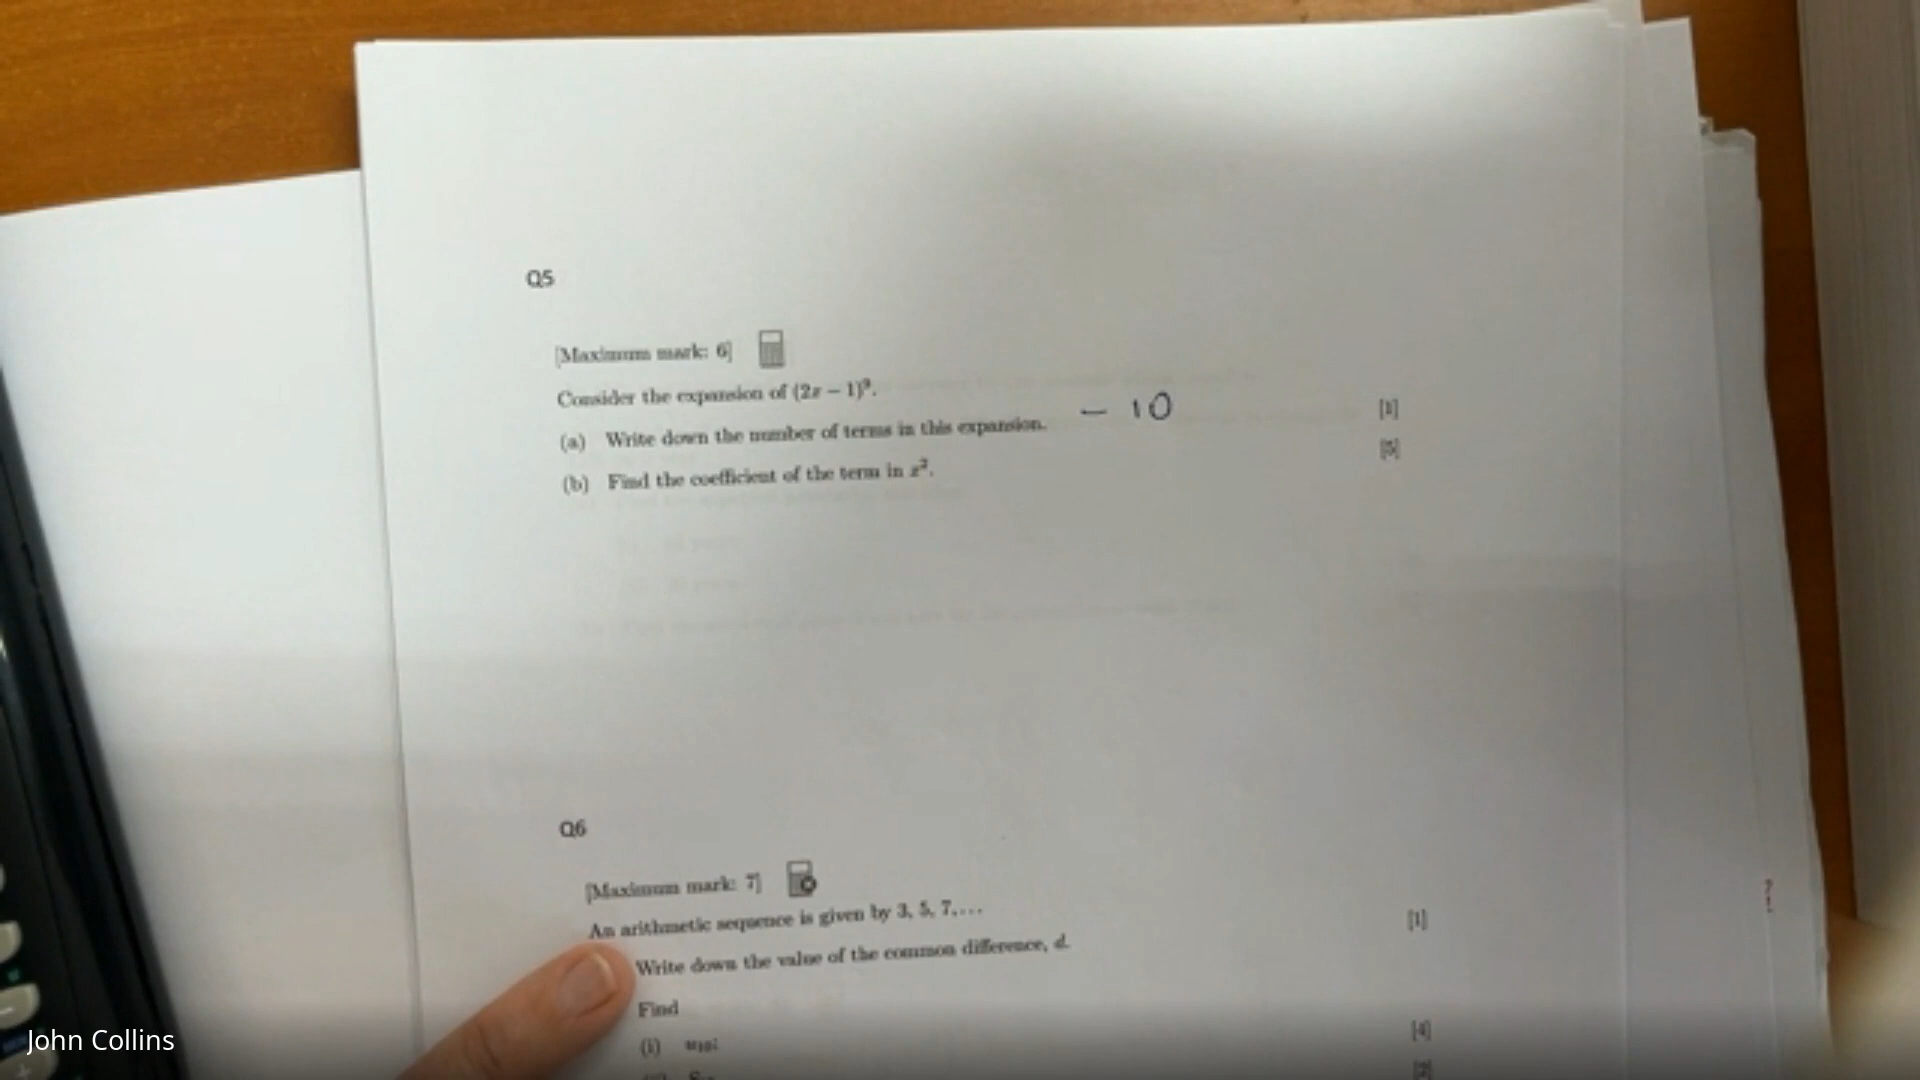 Q5
[Maximum mark: 6]
Consider the expansion of (2x − 1)⁹.
(a) Write down the number of terms in this expansion. — 10 [1]
(b) Find the coefficient of the term in x². [5]
Q6
[Maximum mark: 7]
An arithmetic sequence is given by 3, 5, 7,…
Write down the value of the common difference, d. [1]
Find
(i) u₁₀; [4]
[2]
John Collins